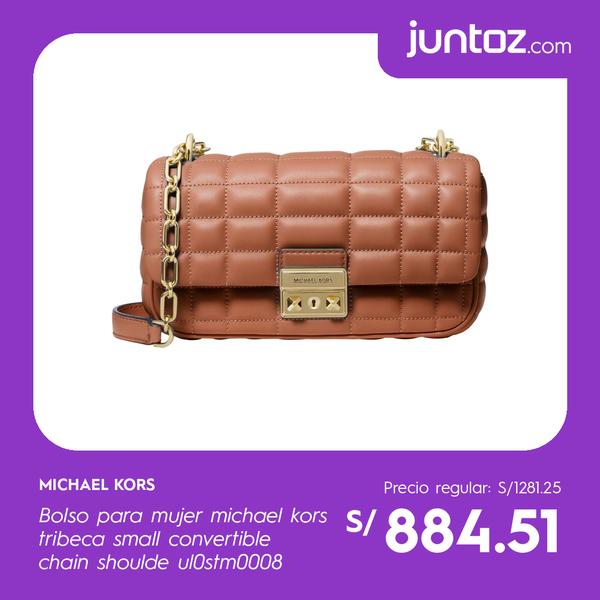 juntoz.com
MICHAEL KORS
MICHAEL KORS
Bolso para mujer michael kors
tribeca small convertible
chain shoulde ul0stm0008
Precio regular: S/1281.25
S/ 884.51